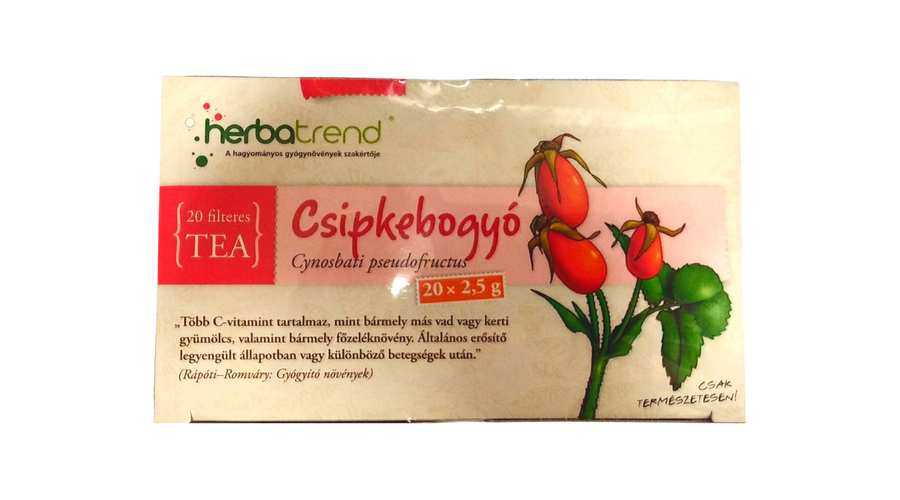 herbatrend®
A hagyományos gyógynövények szakértője
20 filteres
TEA
Csipkebogyó
Cynosbati pseudofructus
20 × 2,5 g
„Több C-vitamint tartalmaz, mint bármely más vad vagy kerti
gyümölcs, valamint bármely főzeléknövény. Általános erősítő
legyengült állapotban vagy különböző betegségek után.”
(Rápóti–Romváry: Gyógyító növények)
CSAK
TERMÉSZETESEN!